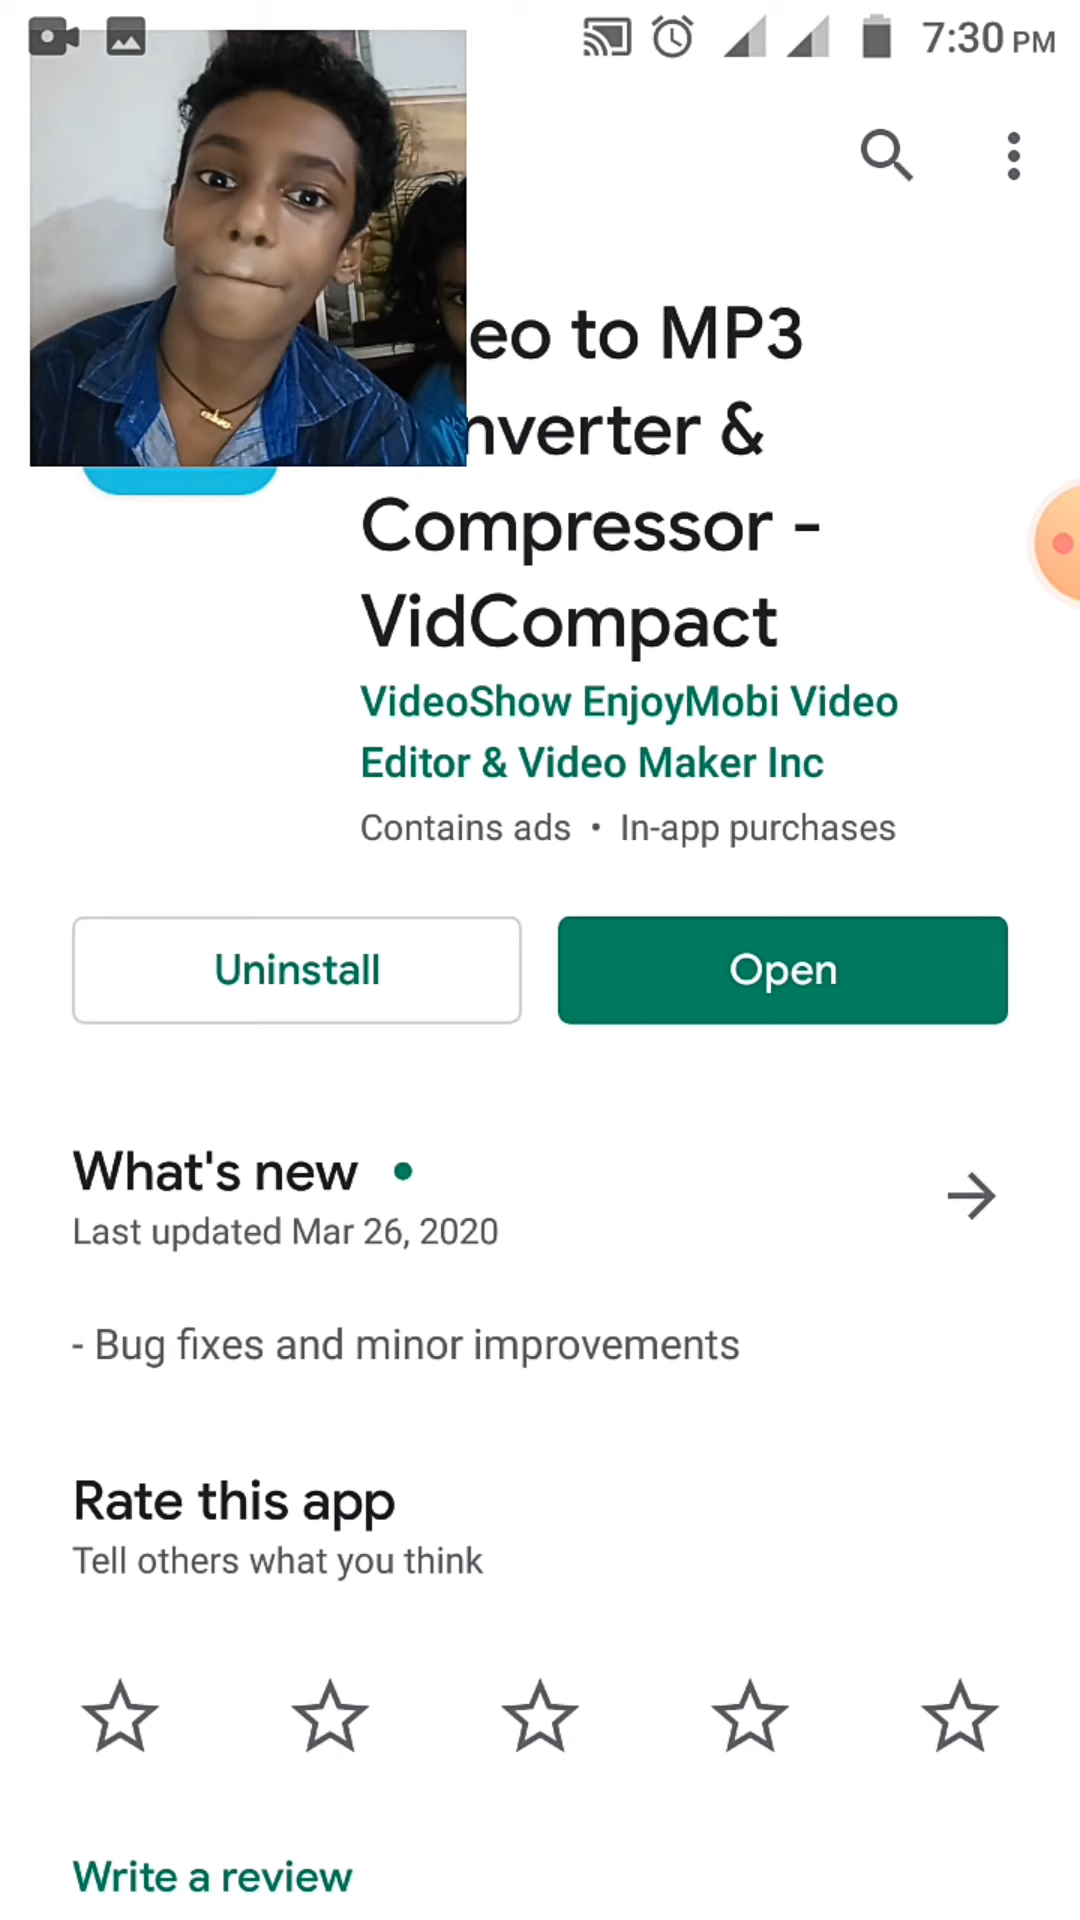 7:30 PM
eo to MP3
nverter &
Compressor -
VidCompact
VideoShow EnjoyMobi Video
Editor & Video Maker Inc
Contains ads • In-app purchases
Uninstall
Open
What's new
Last updated Mar 26, 2020
- Bug fixes and minor improvements
Rate this app
Tell others what you think
Write a review